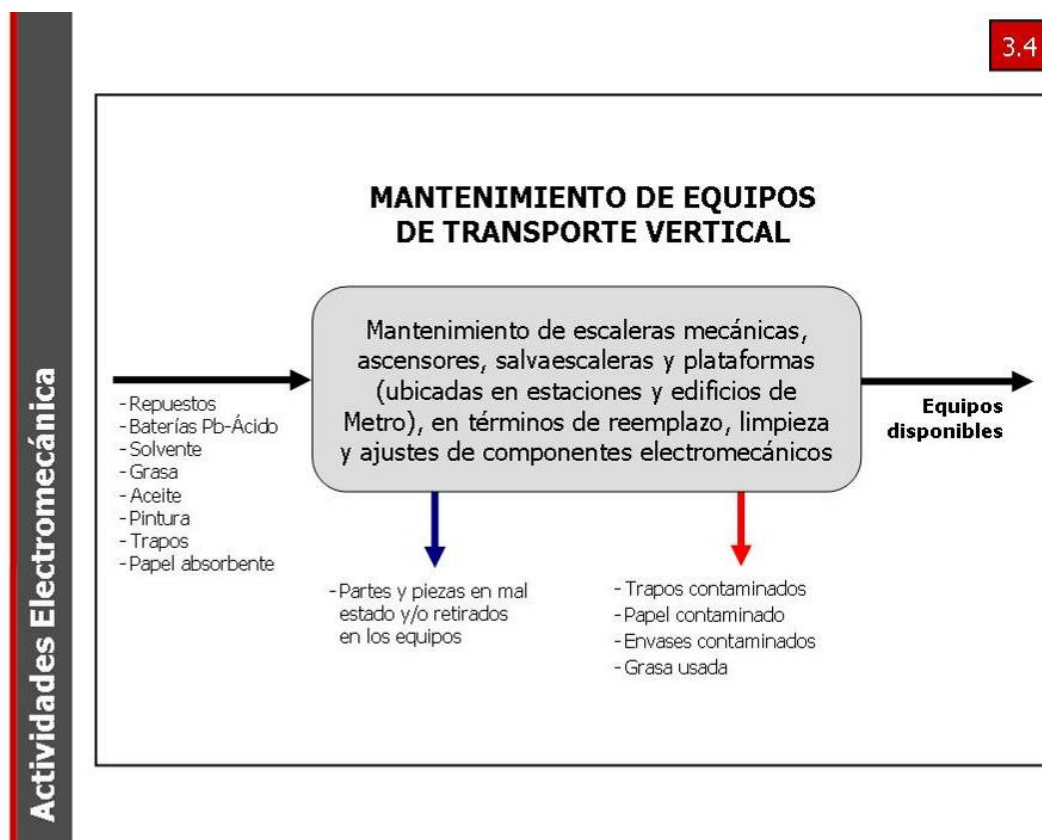 3.4
Actividades Electromecánica
MANTENIMIENTO DE EQUIPOS
DE TRANSPORTE VERTICAL
Mantenimiento de escaleras mecánicas,
ascensores, salvaescaleras y plataformas
(ubicadas en estaciones y edificios de
Metro), en términos de reemplazo, limpieza
y ajustes de componentes electromecánicos
- Repuestos
- Baterías Pb-Ácido
- Solvente
- Grasa
- Aceite
- Pintura
- Trapos
- Papel absorbente
Equipos
disponibles
- Partes y piezas en mal
estado y/o retirados
en los equipos
- Trapos contaminados
- Papel contaminado
- Envases contaminados
- Grasa usada